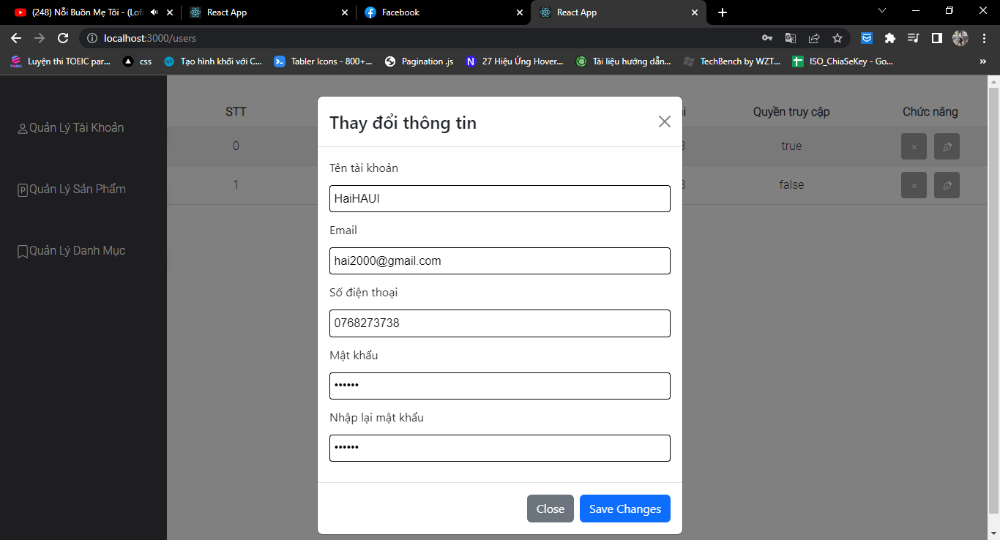 (248) Nỗi Buồn Mẹ Tôi - (Lofi
React App
Facebook
React App
localhost:3000/users
Luyện thi TOEIC par...
css
Tạo hình khối với C...
Tabler Icons - 800+...
Pagination .js
27 Hiệu Ứng Hover...
Tài liệu hướng dẫn...
TechBench by WZT...
ISO_ChiaSeKey - Go...
»
Quản Lý Tài Khoản
Quản Lý Sản Phẩm
Quản Lý Danh Mục
STT
Quyền truy cập
Chức năng
0
true
1
false
Thay đổi thông tin
Tên tài khoản
HaiHAUI
Email
hai2000@gmail.com
Số điện thoại
0768273738
Mật khẩu
••••••
Nhập lại mật khẩu
••••••
Close
Save Changes